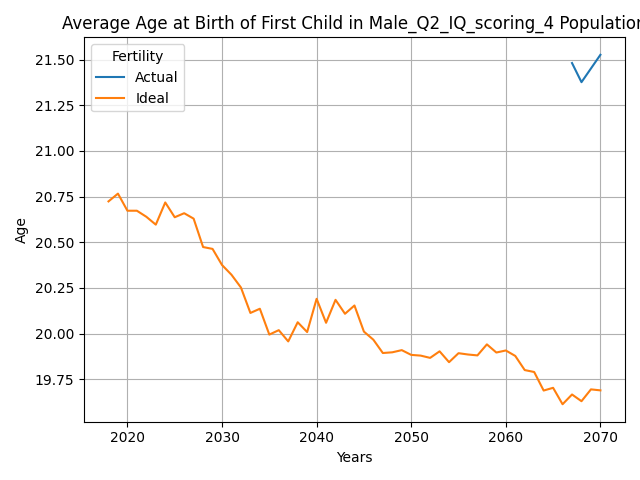 Average Age at Birth of First Child in Male_Q2_IQ_scoring_4 Population
Fertility
Actual
Ideal
21.50
21.25
21.00
20.75
20.50
20.25
20.00
19.75
Age
2020 2030 2040 2050 2060 2070
Years